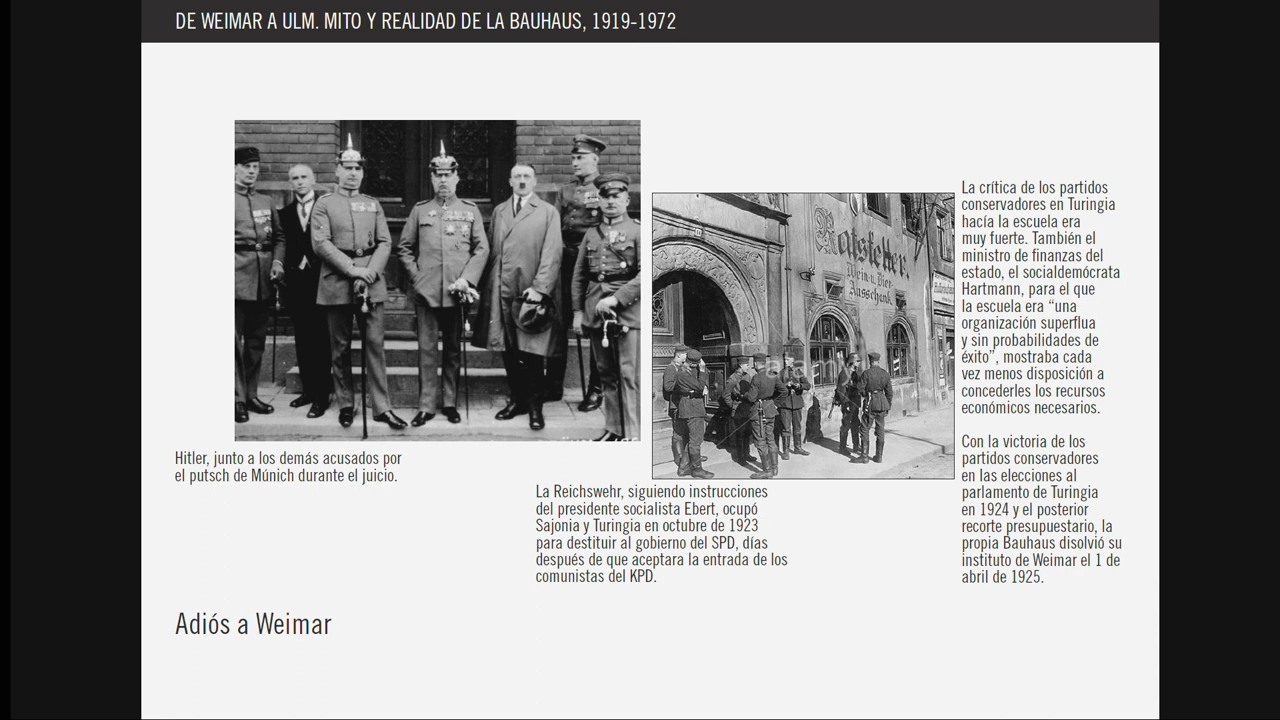 DE WEIMAR A ULM. MITO Y REALIDAD DE LA BAUHAUS, 1919-1972
Ratskeller.
Wein u. Bier
Ausschank.
Hitler, junto a los demás acusados por
el putsch de Múnich durante el juicio.
La Reichswehr, siguiendo instrucciones
del presidente socialista Ebert, ocupó
Sajonia y Turingia en octubre de 1923
para destituir al gobierno del SPD, días
después de que aceptara la entrada de los
comunistas del KPD.
La crítica de los partidos
conservadores en Turingia
hacía la escuela era
muy fuerte. También el
ministro de finanzas del
estado, el socialdemócrata
Hartmann, para el que
la escuela era “una
organización superflua
y sin probabilidades de
éxito”, mostraba cada
vez menos disposición a
concederles los recursos
económicos necesarios.
Con la victoria de los
partidos conservadores
en las elecciones al
parlamento de Turingia
en 1924 y el posterior
recorte presupuestario, la
propia Bauhaus disolvió su
instituto de Weimar el 1 de
abril de 1925.
Adiós a Weimar